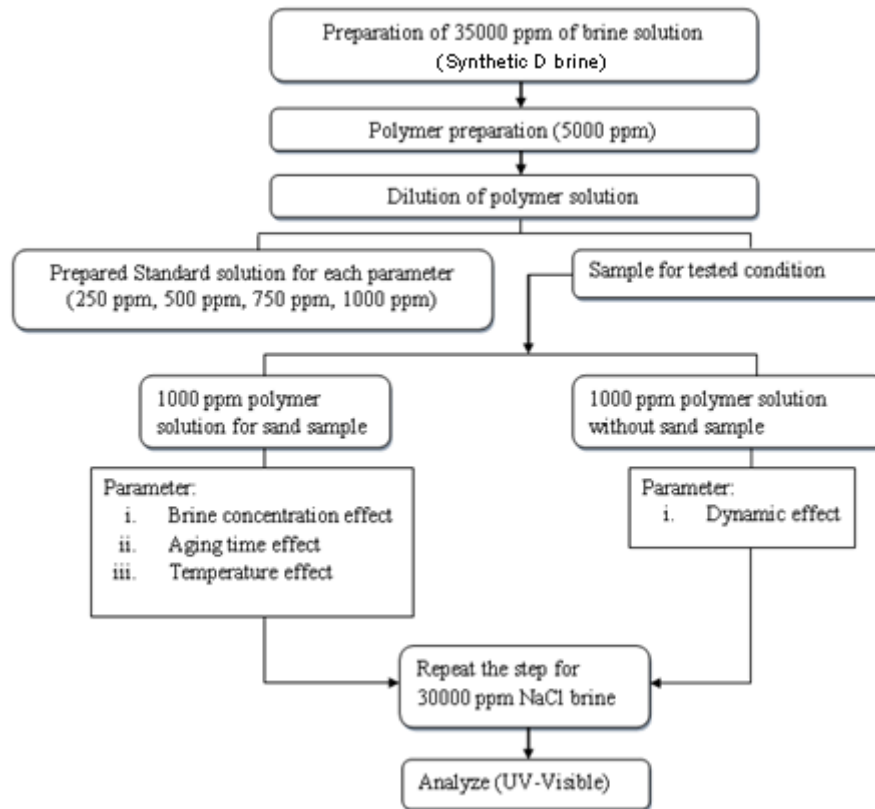 Preparation of 35000 ppm of brine solution
(Synthetic D brine)
Polymer preparation (5000 ppm)
Dilution of polymer solution
Prepared Standard solution for each parameter
(250 ppm, 500 ppm, 750 ppm, 1000 ppm)
Sample for tested condition
1000 ppm polymer
solution for sand sample
1000 ppm polymer solution
without sand sample
Parameter:
i. Brine concentration effect
ii. Aging time effect
iii. Temperature effect
Parameter:
i. Dynamic effect
Repeat the step for
30000 ppm NaCl brine
Analyze (UV-Visible)